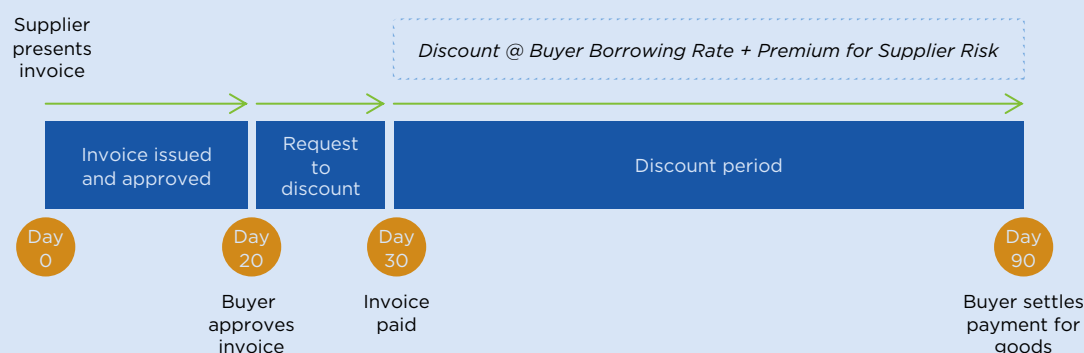 Supplier
presents
invoice
Discount @ Buyer Borrowing Rate + Premium for Supplier Risk
Invoice issued
and approved
Request
to
discount
Discount period
Day
0
Day
20
Day
30
Day
90
Buyer
approves
invoice
Invoice
paid
Buyer settles
payment for
goods